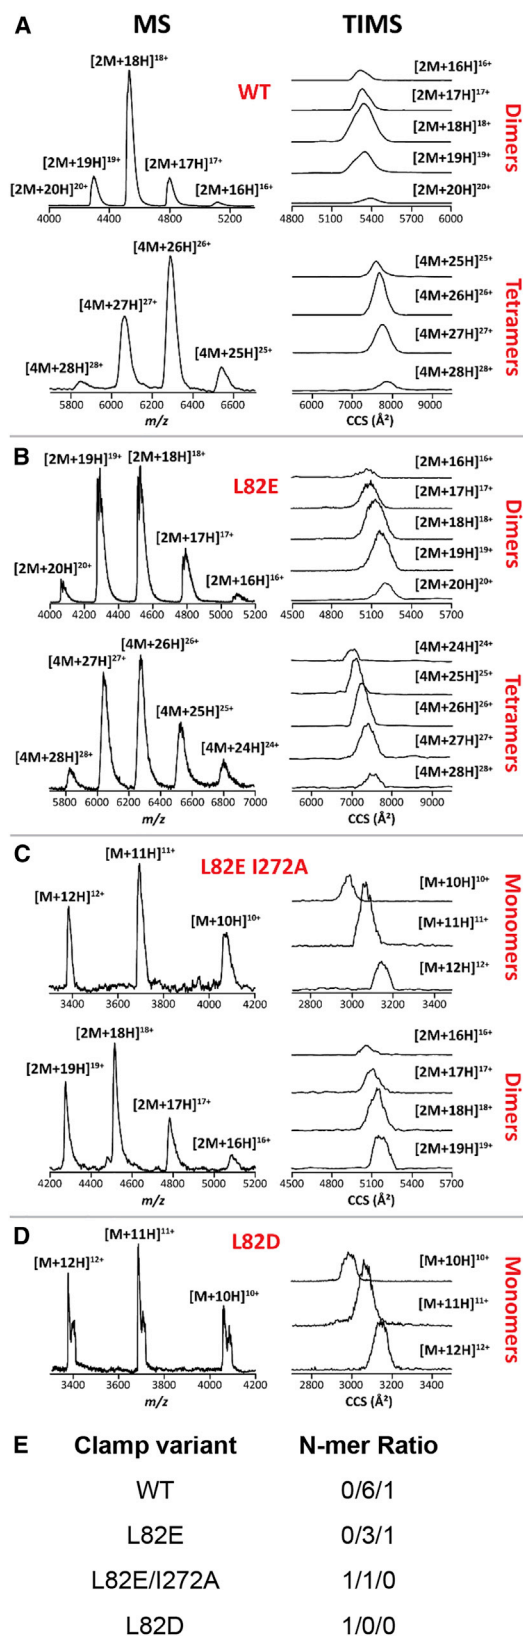 A MS TIMS
WT
[2M+18H]18+
[2M+19H]19+
[2M+17H]17+
[2M+20H]20+
[2M+16H]16+
4000 4400 4800 5200
[2M+16H]16+
[2M+17H]17+
[2M+18H]18+
[2M+19H]19+
[2M+20H]20+
4800 5100 5400 5700 6000
Dimers
[4M+26H]26+
[4M+27H]27+
[4M+25H]25+
[4M+28H]28+
5800 6000 6200 6400 6600
m/z
[4M+25H]25+
[4M+26H]26+
[4M+27H]27+
[4M+28H]28+
6000 7000 8000 9000
CCS (Å²)
Tetramers
B
L82E
[2M+19H]19+
[2M+18H]18+
[2M+17H]17+
[2M+20H]20+
[2M+16H]16+
4000 4200 4400 4600 4800 5000 5200
[2M+16H]16+
[2M+17H]17+
[2M+18H]18+
[2M+19H]19+
[2M+20H]20+
4500 4800 5100 5400 5700
Dimers
[4M+26H]26+
[4M+27H]27+
[4M+25H]25+
[4M+24H]24+
[4M+28H]28+
5800 6000 6200 6400 6600 6800 7000
m/z
[4M+24H]24+
[4M+25H]25+
[4M+26H]26+
[4M+27H]27+
[4M+28H]28+
6000 7000 8000 9000
CCS (Å²)
Tetramers
C
L82E I272A
[M+11H]11+
[M+12H]12+
[M+10H]10+
3400 3600 3800 4000 4200
[M+10H]10+
[M+11H]11+
[M+12H]12+
2800 3000 3200 3400
Monomers
[2M+18H]18+
[2M+19H]19+
[2M+17H]17+
[2M+16H]16+
4200 4400 4600 4800 5000 5200
m/z
[2M+16H]16+
[2M+17H]17+
[2M+18H]18+
[2M+19H]19+
4500 4800 5100 5400 5700
CCS (Å²)
Dimers
D
L82D
[M+11H]11+
[M+12H]12+
[M+10H]10+
3400 3600 3800 4000 4200
m/z
[M+10H]10+
[M+11H]11+
[M+12H]12+
2800 3000 3200 3400
CCS (Å²)
Monomers
E Clamp variant N-mer Ratio
WT 0/6/1
L82E 0/3/1
L82E/I272A 1/1/0
L82D 1/0/0